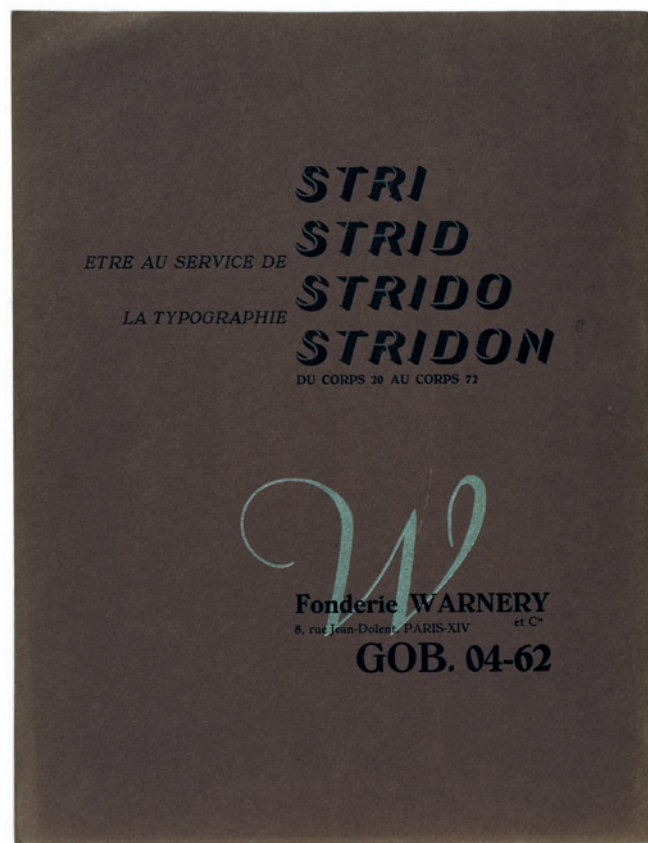 STRI
STRID
ETRE AU SERVICE DE
STRIDO
LA TYPOGRAPHIE
STRIDON
DU CORPS 20 AU CORPS 72
W
Fonderie WARNERY
8, rue Jean-Dolent, PARIS-XIV et Cie
GOB. 04-62